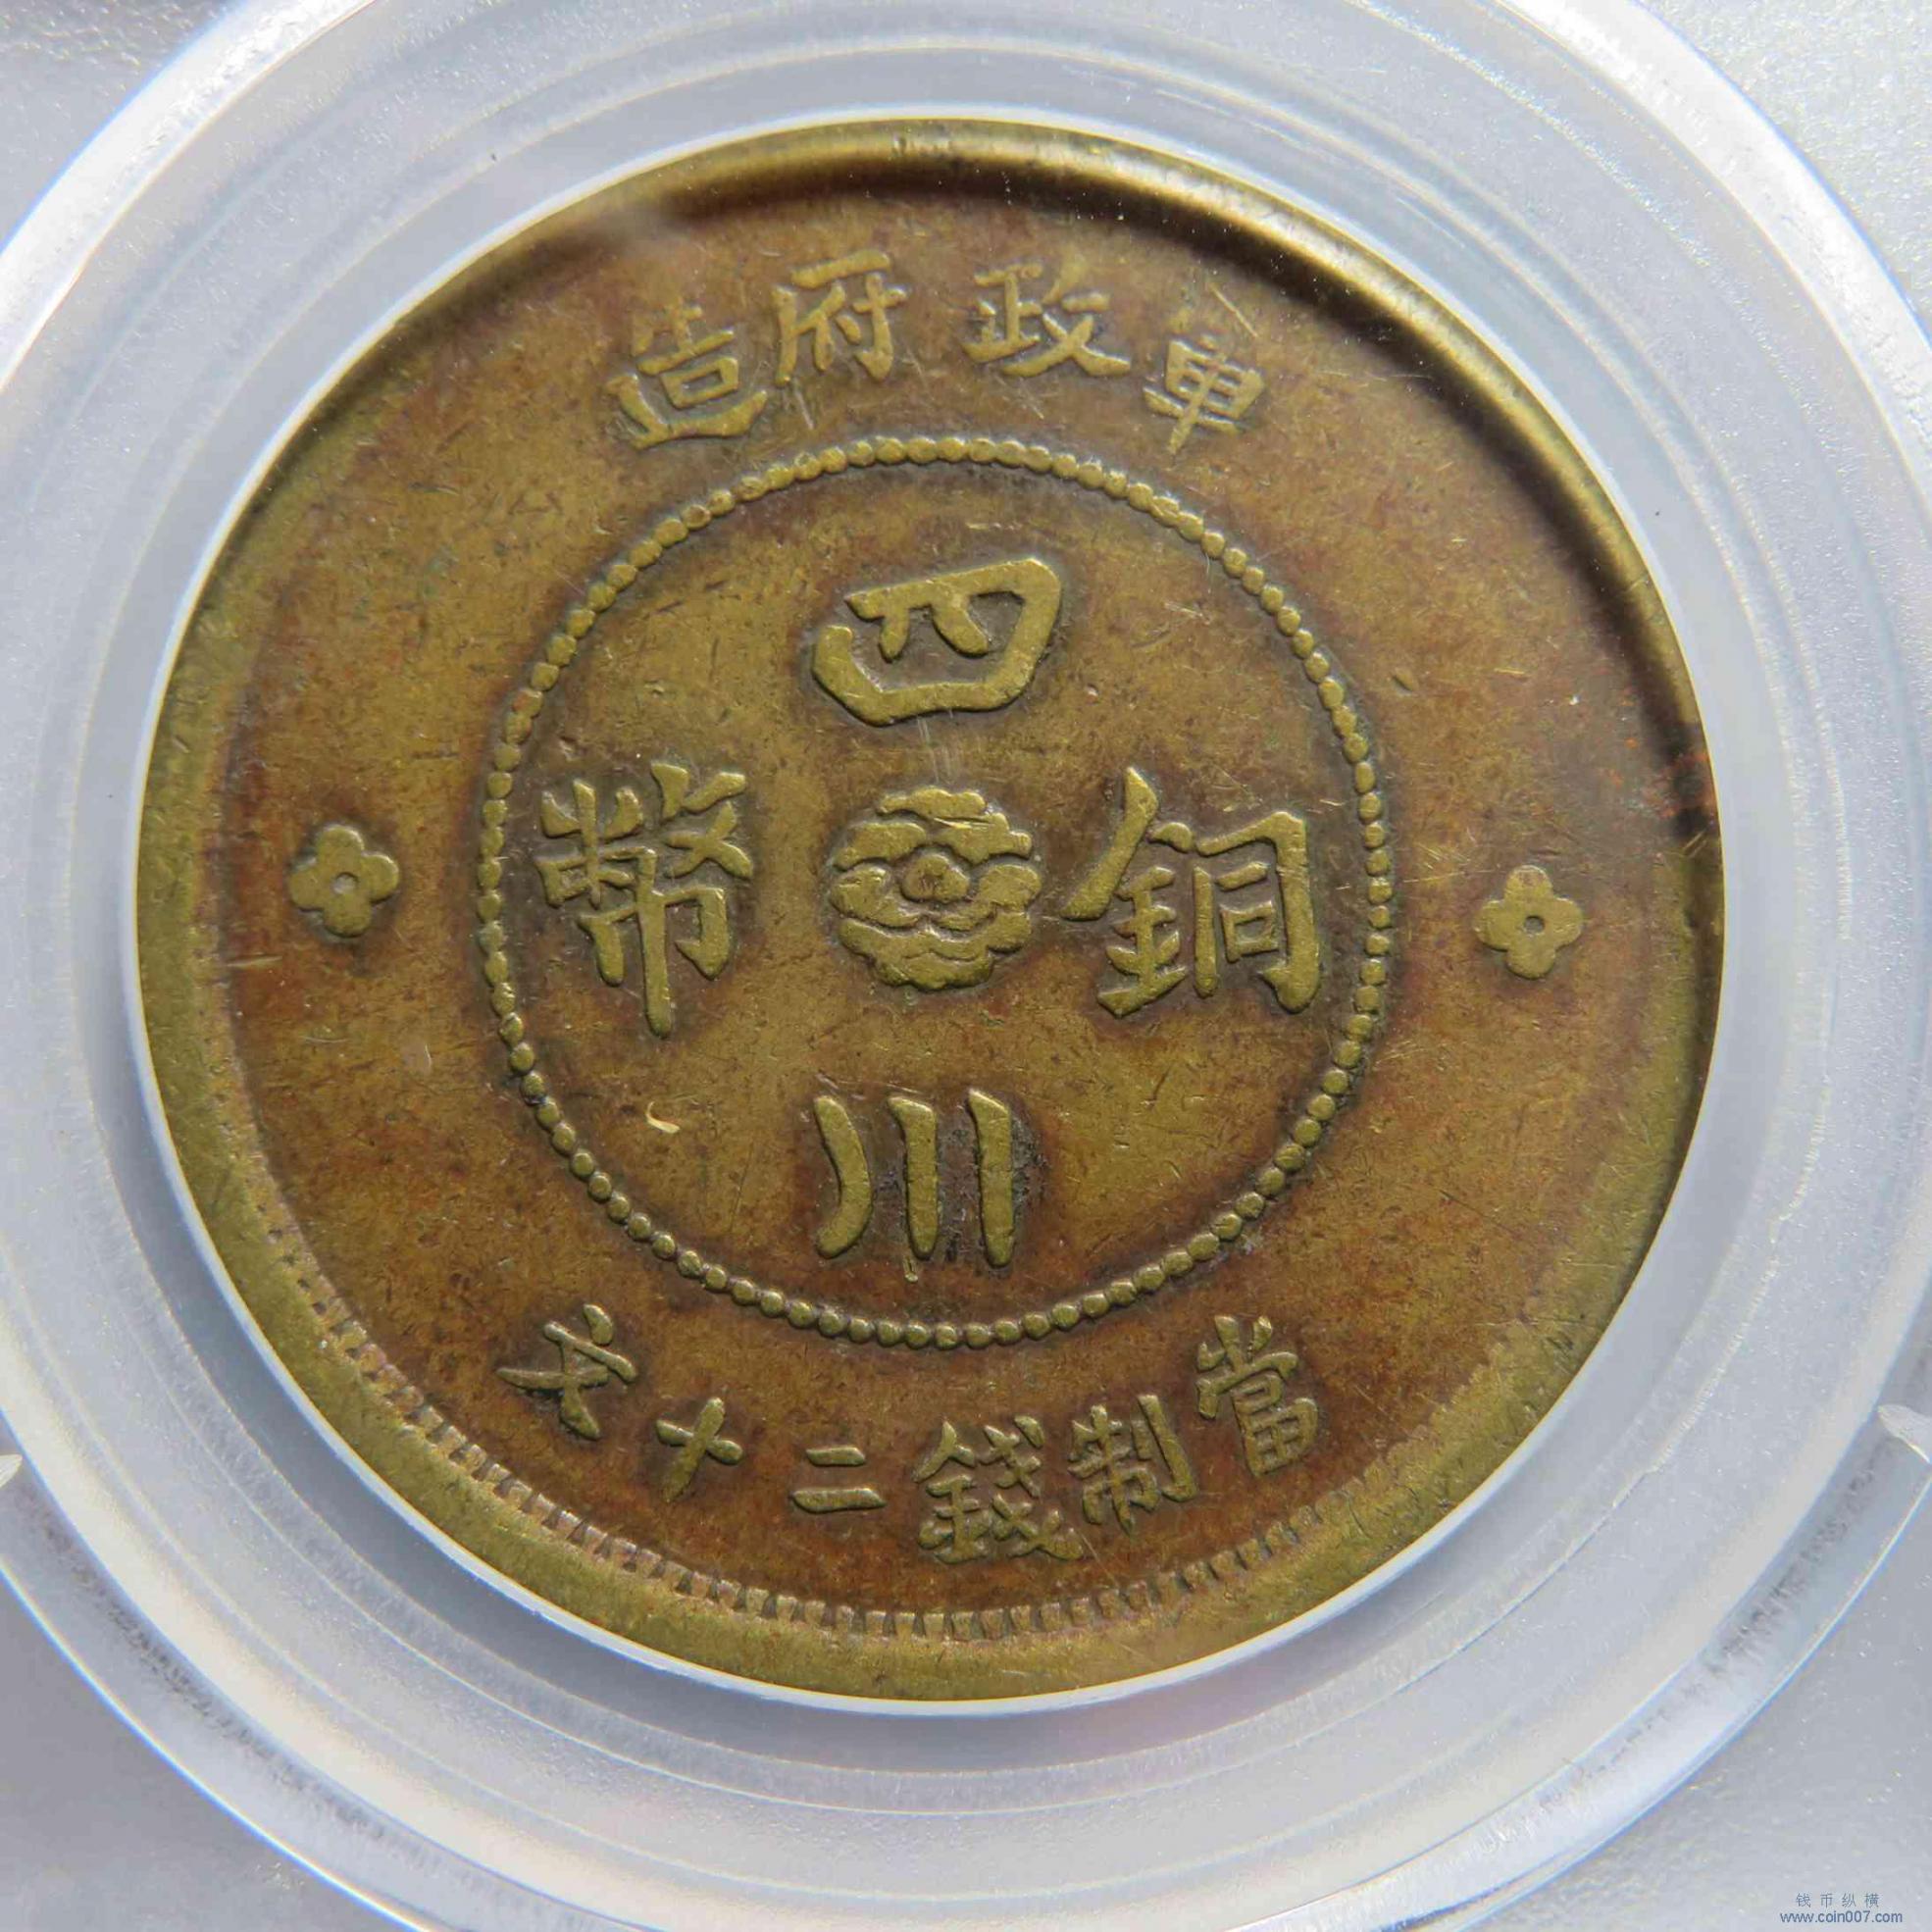 軍政府造
四川
銅幣
當制錢二十文
钱币纵横
www.coin007.com